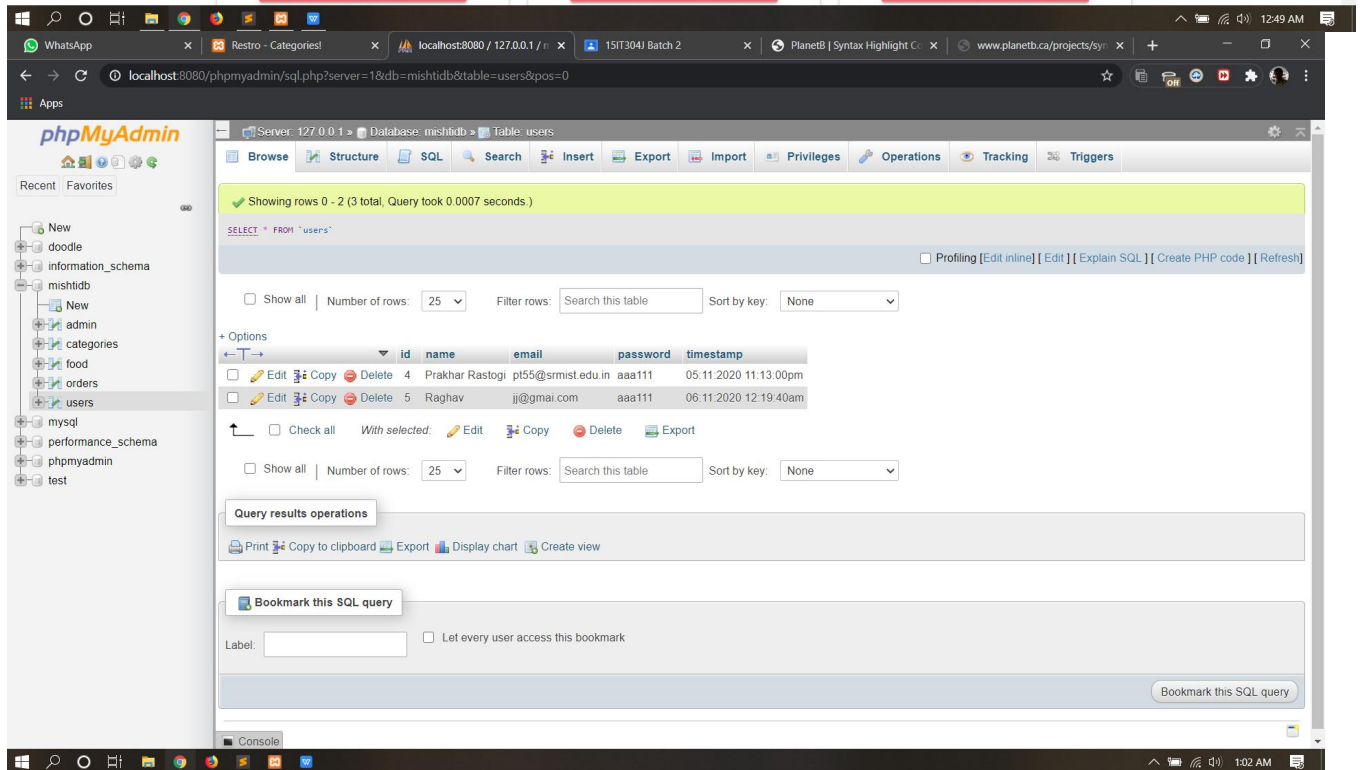 12:49 AM
WhatsApp Restro - Categories! localhost:8080 / 127.0.0.1 / 15IT304J Batch 2 PlanetB | Syntax Highlight www.planetb.ca/projects/
localhost:8080/phpmyadmin/sql.php?server=1&db=mishtidb&table=users&pos=0
Off
Apps
phpMyAdmin
Recent Favorites
New
doodle
information_schema
mishtidb
New
admin
categories
food
orders
users
mysql
performance_schema
phpmyadmin
test
Server: 127.0.0.1 » Database: mishtidb » Table: users
Browse Structure SQL Search Insert Export Import Privileges Operations Tracking Triggers
Showing rows 0 - 2 (3 total, Query took 0.0007 seconds.)
SELECT * FROM `users`
Profiling [Edit inline] [ Edit ] [ Explain SQL ] [ Create PHP code ] [ Refresh]
Show all | Number of rows: 25 Filter rows: Search this table Sort by key: None
+ Options
←T→ ▼ id name email password timestamp
Edit Copy Delete 4 Prakhar Rastogi pt55@srmist.edu.in aaa111 05:11:2020 11:13:00pm
Edit Copy Delete 5 Raghav jj@gmai.com aaa111 06:11:2020 12:19:40am
Check all With selected: Edit Copy Delete Export
Show all | Number of rows: 25 Filter rows: Search this table Sort by key: None
Query results operations
Print Copy to clipboard Export Display chart Create view
Bookmark this SQL query
Label: Let every user access this bookmark
Bookmark this SQL query
Console
1:02 AM